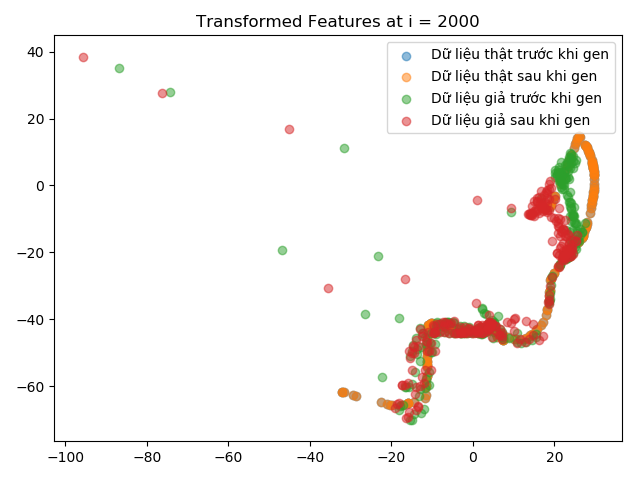 Transformed Features at i = 2000
Dữ liệu thật trước khi gen
Dữ liệu thật sau khi gen
Dữ liệu giả trước khi gen
Dữ liệu giả sau khi gen
40
20
0
−20
−40
−60
−100 −80 −60 −40 −20 0 20